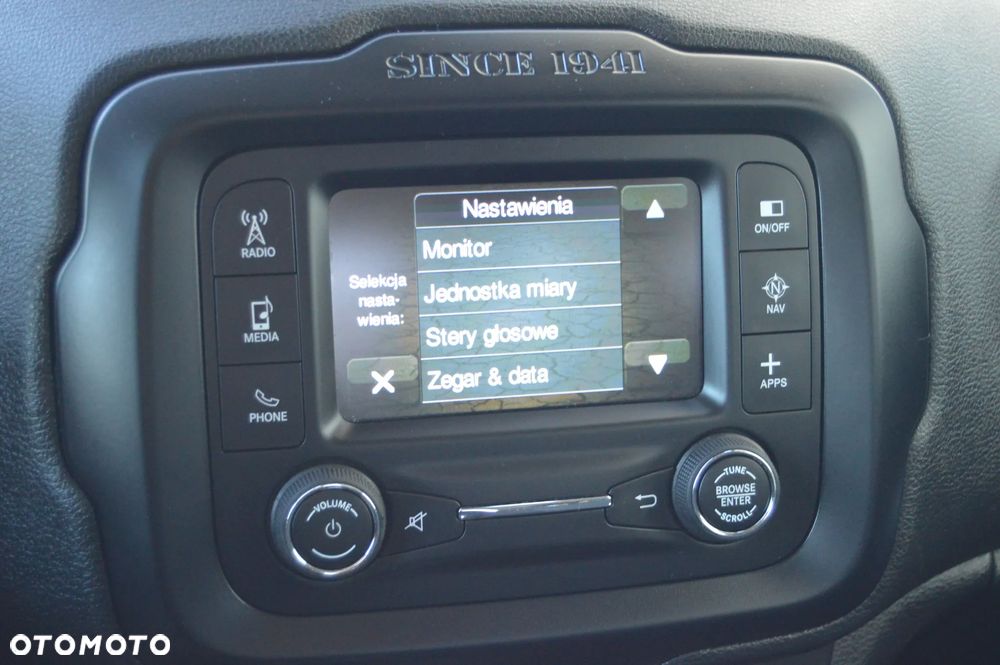 SINCE 1941
RADIO
MEDIA
PHONE
Selekcja
nasta-
wienia:
Nastawienia
Monitor
Jednostka miary
Stery głosowe
Zegar & data
ON/OFF
N
NAV
APPS
VOLUME
TUNE
BROWSE
ENTER
SCROLL
OTOMOTO